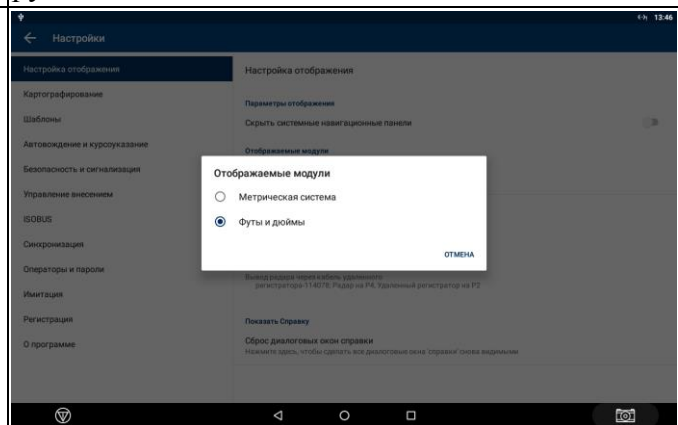 13:46
Настройки
Настройка отображения
Картографирование
Шаблоны
Автовождение и курсоуказание
Безопасность и сигнализация
Управление внесением
ISOBUS
Синхронизация
Операторы и пароли
Имитация
Регистрация
О программе
Настройка отображения
Параметры отображения
Скрыть системные навигационные панели
Отображаемые модули
Отображаемые модули
Метрическая система
Футы и дюймы
ОТМЕНА
Вывод радара через кабель удаленного
регистратора-114078: Радар на P4, Удаленный регистратор на P2
Показать Справку
Сброс диалоговых окон справки
Нажмите здесь, чтобы сделать все диалоговые окна 'справки' снова видимыми